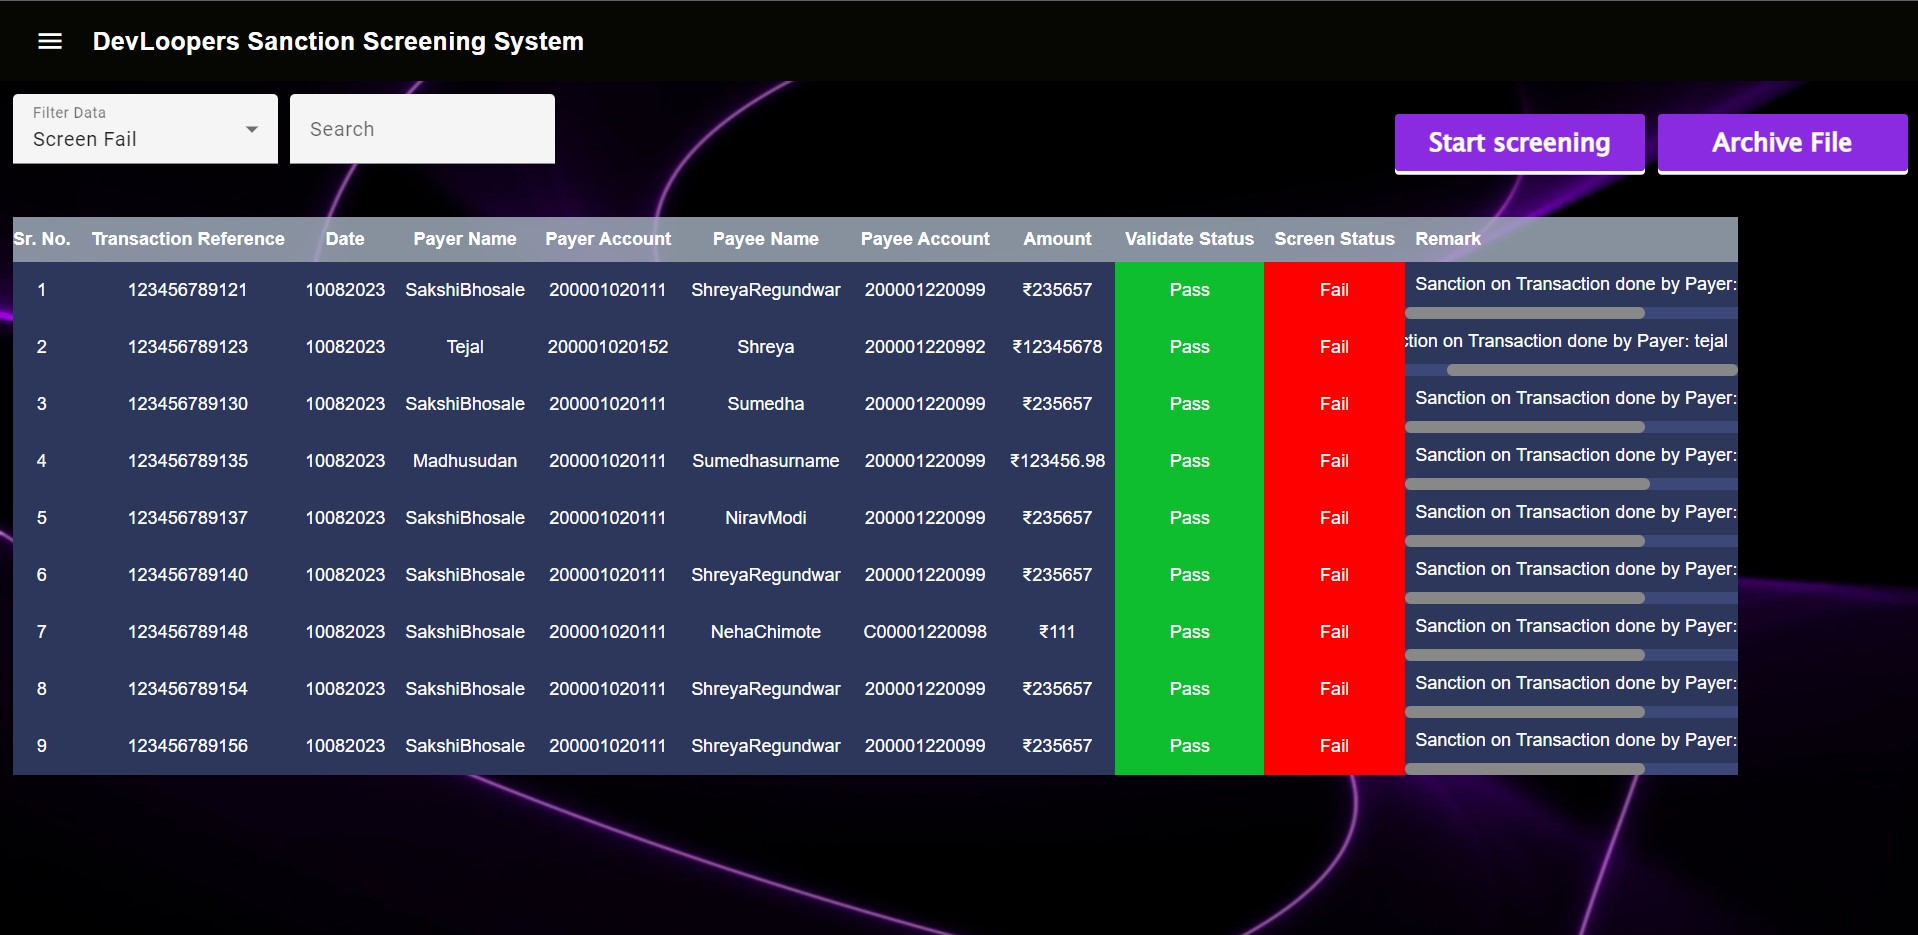 DevLoopers Sanction Screening System
Filter Data
Screen Fail
Search
Start screening
Archive File
Sr. No. Transaction Reference Date Payer Name Payer Account Payee Name Payee Account Amount Validate Status Screen Status Remark
1 123456789121 10082023 SakshiBhosale 200001020111 ShreyaRegundwar 200001220099 ₹235657 Pass Fail Sanction on Transaction done by Payer:
2 123456789123 10082023 Tejal 200001020152 Shreya 200001220992 ₹12345678 Pass Fail ction on Transaction done by Payer: tejal
3 123456789130 10082023 SakshiBhosale 200001020111 Sumedha 200001220099 ₹235657 Pass Fail Sanction on Transaction done by Payer:
4 123456789135 10082023 Madhusudan 200001020111 Sumedhasurname 200001220099 ₹123456.98 Pass Fail Sanction on Transaction done by Payer:
5 123456789137 10082023 SakshiBhosale 200001020111 NiravModi 200001220099 ₹235657 Pass Fail Sanction on Transaction done by Payer:
6 123456789140 10082023 SakshiBhosale 200001020111 ShreyaRegundwar 200001220099 ₹235657 Pass Fail Sanction on Transaction done by Payer:
7 123456789148 10082023 SakshiBhosale 200001020111 NehaChimote C00001220098 ₹111 Pass Fail Sanction on Transaction done by Payer:
8 123456789154 10082023 SakshiBhosale 200001020111 ShreyaRegundwar 200001220099 ₹235657 Pass Fail Sanction on Transaction done by Payer:
9 123456789156 10082023 SakshiBhosale 200001020111 ShreyaRegundwar 200001220099 ₹235657 Pass Fail Sanction on Transaction done by Payer: